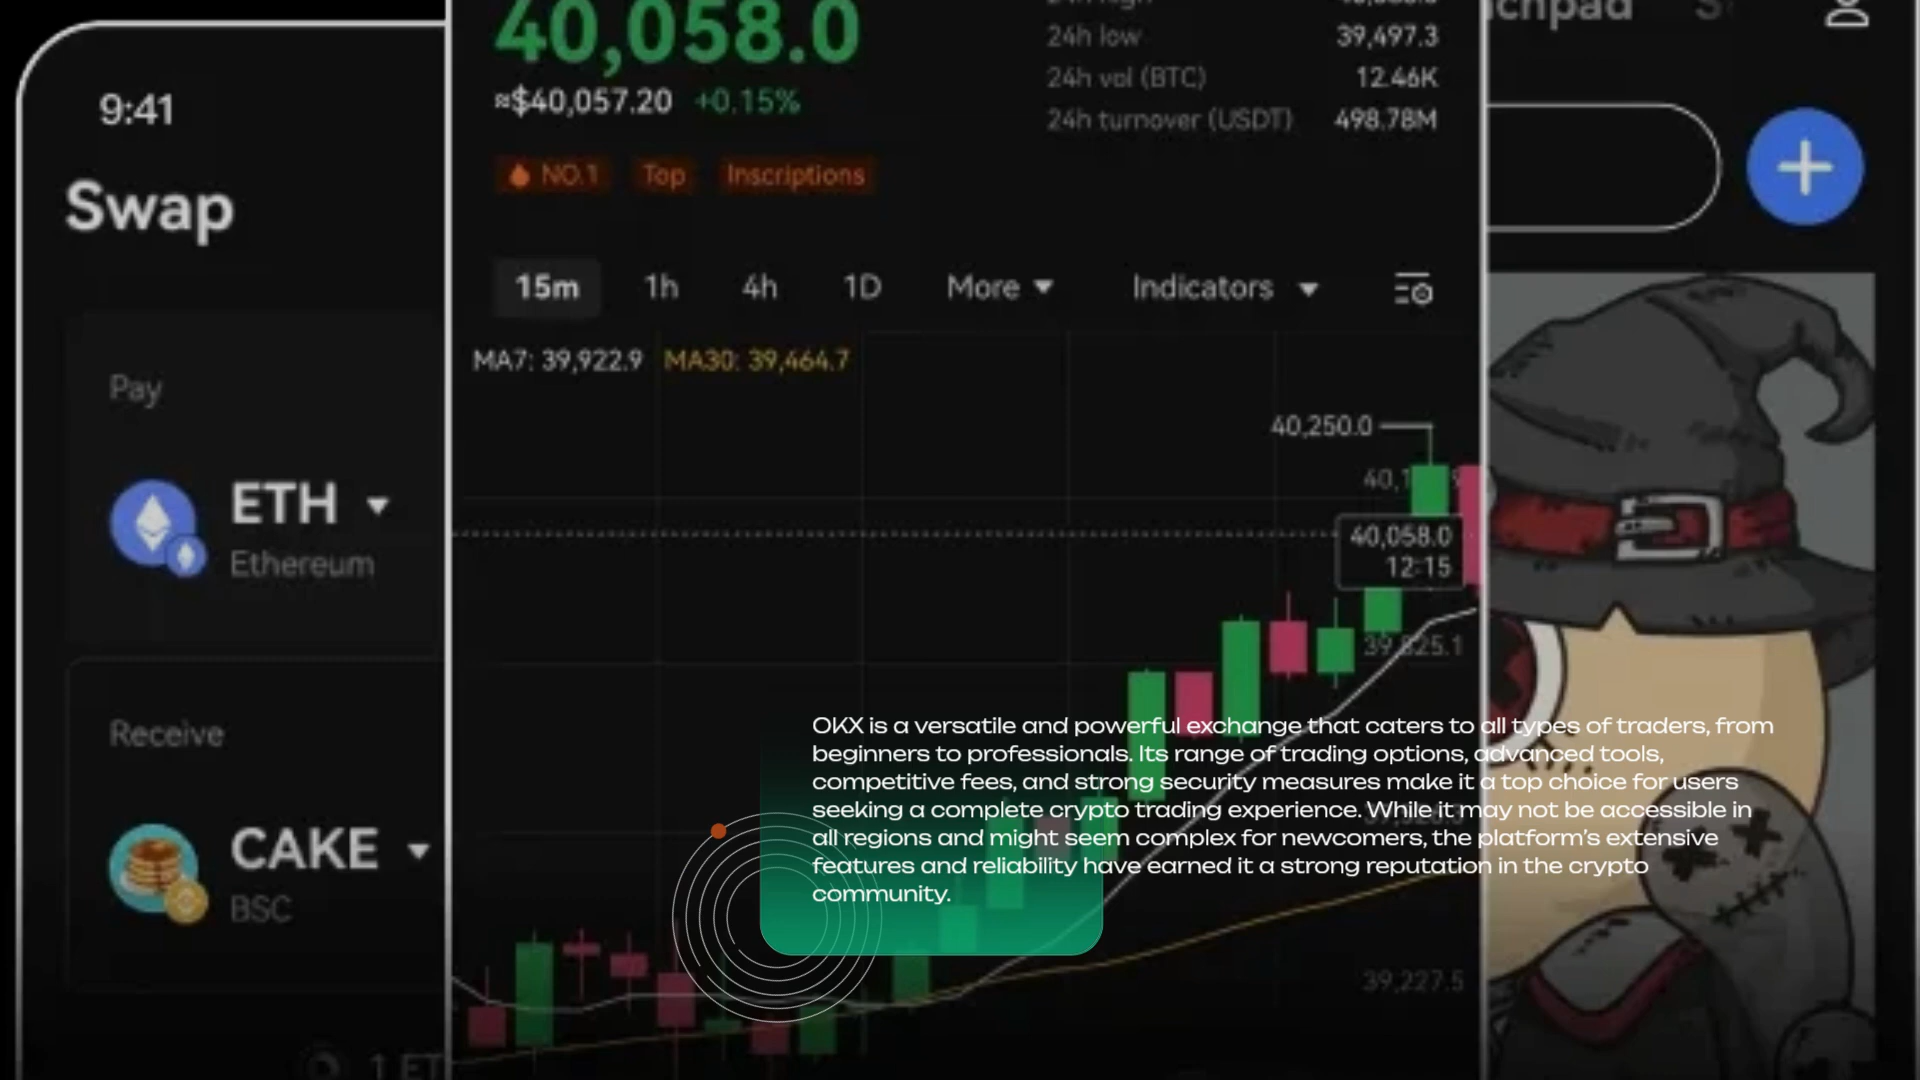 9:41
Swap
Pay
ETH
Ethereum
Receive
CAKE
BSC
40,058.0
≈$40,057.20 +0.15%
24h low 39,497.3
24h vol (BTC) 12.46K
24h turnover (USDT) 498.78M
NO.1 Top Inscriptions
15m 1h 4h 1D More Indicators
MA7: 39,922.9 MA30: 39,464.7
40,250.0
40,058.0
12:15
39,825.1
39,227.5
OKX is a versatile and powerful exchange that caters to all types of traders, from
beginners to professionals. Its range of trading options, advanced tools,
competitive fees, and strong security measures make it a top choice for users
seeking a complete crypto trading experience. While it may not be accessible in
all regions and might seem complex for newcomers, the platform's extensive
features and reliability have earned it a strong reputation in the crypto
community.